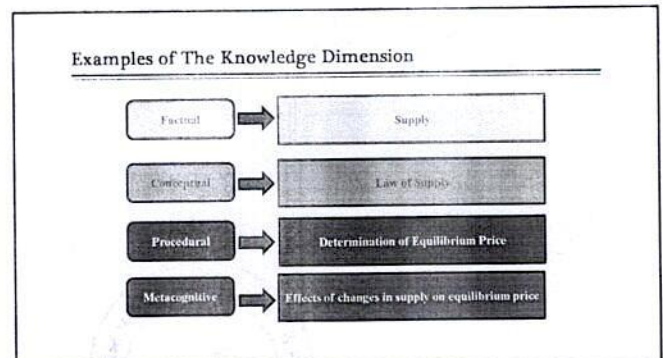 Examples of The Knowledge Dimension
Factual
Supply
Conceptual
Law of Supply
Procedural
Determination of Equilibrium Price
Metacognitive
Effects of changes in supply on equilibrium price